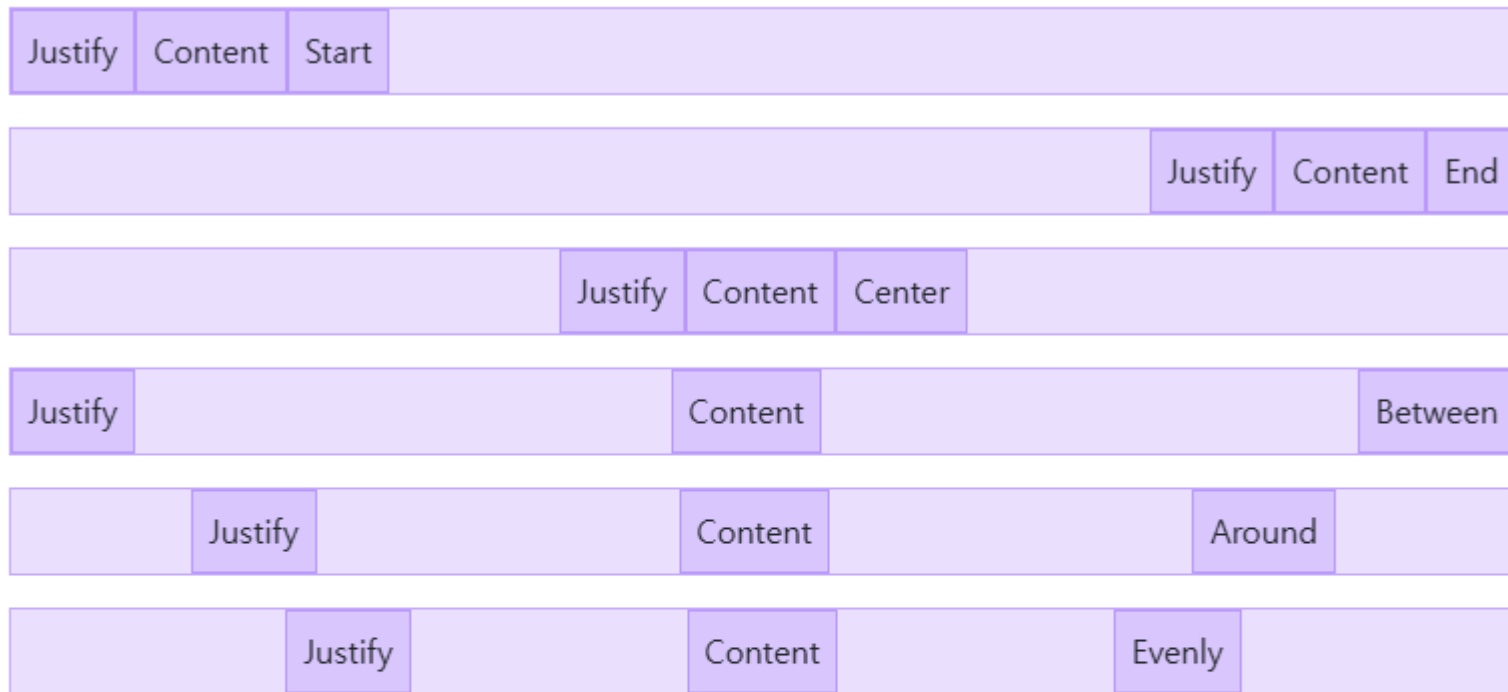 Justify Content Start
Justify Content End
Justify Content Center
Justify Content Between
Justify Content Around
Justify Content Evenly